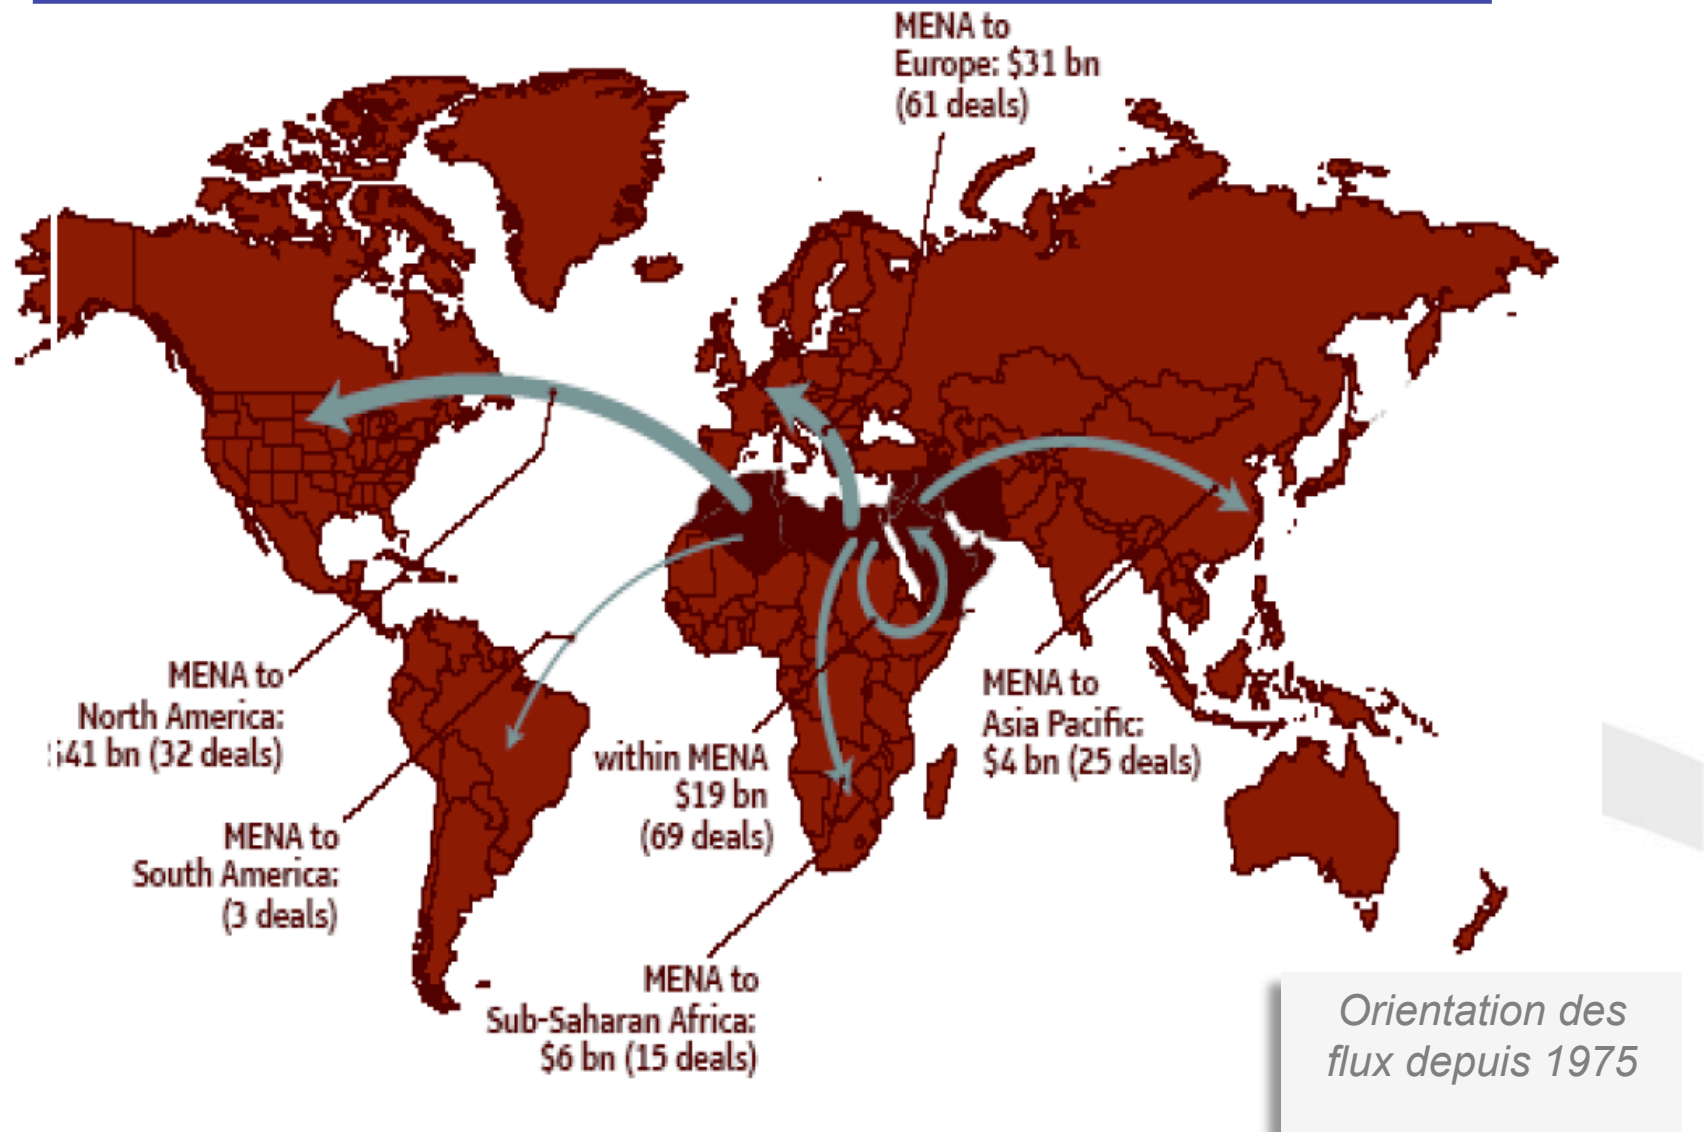 MENA to
Europe: $31 bn
(61 deals)
MENA to
North America:
$41 bn (32 deals)
MENA to
South America:
(3 deals)
within MENA
$19 bn
(69 deals)
MENA to
Asia Pacific:
$4 bn (25 deals)
MENA to
Sub-Saharan Africa:
$6 bn (15 deals)
Orientation des
flux depuis 1975